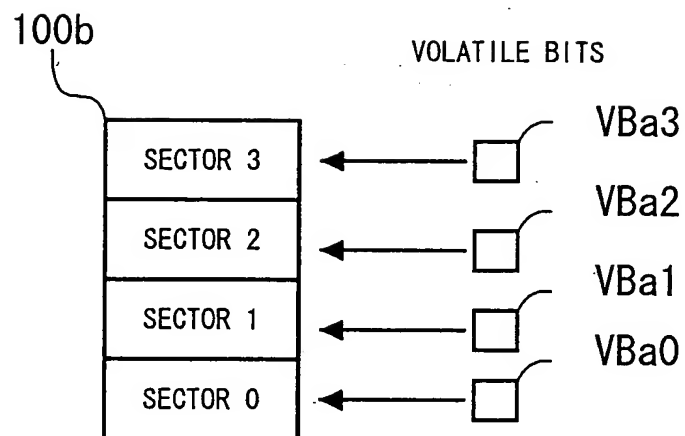 100b
VOLATILE BITS
SECTOR 3
VBa3
SECTOR 2
VBa2
SECTOR 1
VBa1
SECTOR 0
VBa0